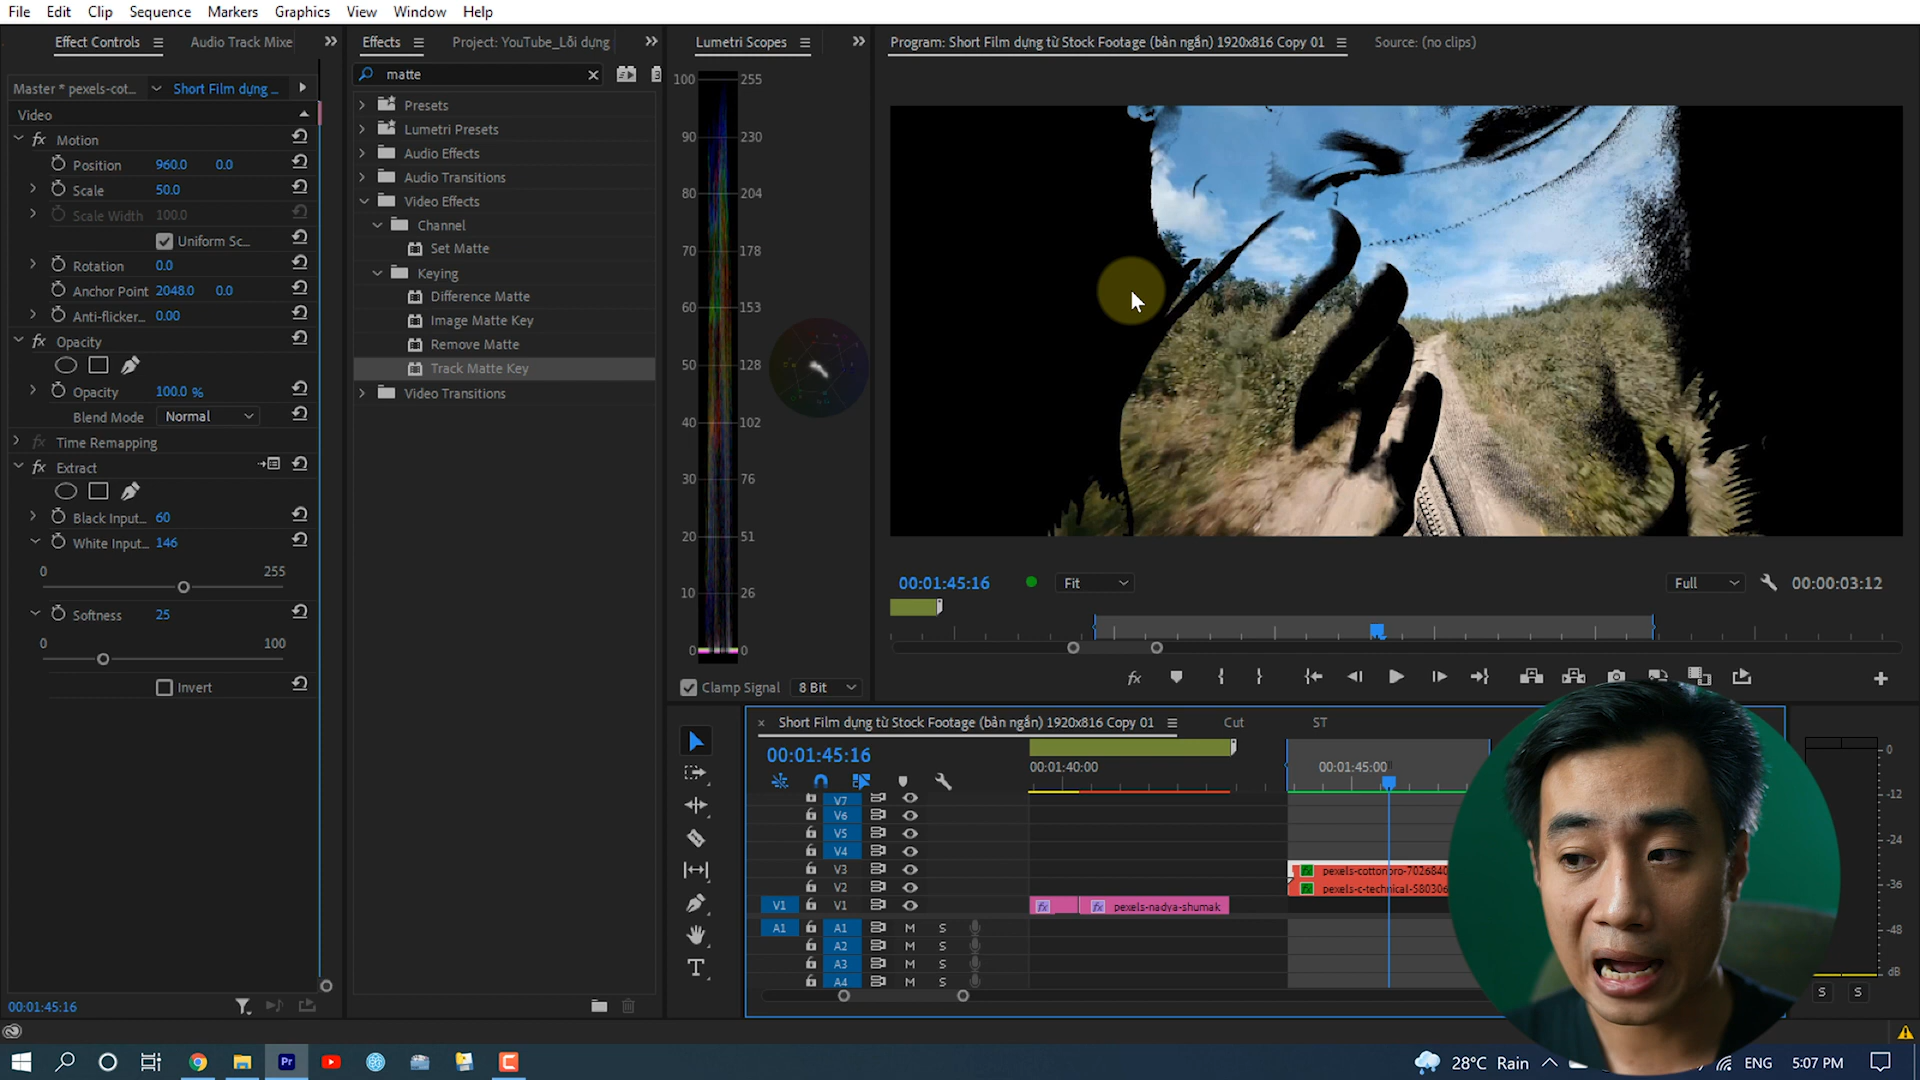 File Edit Clip Sequence Markers Graphics View Window Help
Effect Controls Audio Track Mixe
Effects Project: YouTube_Lỗi dựng
Lumetri Scopes
Program: Short Film dựng từ Stock Footage (bản ngắn) 1920x816 Copy 01
Source: (no clips)
Master * pexels-cot... Short Film dựng ...
Video
Motion
Position 960.0 0.0
Scale 50.0
Scale Width 100.0
Uniform Sc...
Rotation 0.0
Anchor Point 2048.0 0.0
Anti-flicker... 0.00
Opacity
Opacity 100.0 %
Blend Mode Normal
Time Remapping
Extract
Black Input... 60
White Input... 146
0 255
Softness 25
0 100
Invert
00:01:45:16
matte
Presets
Lumetri Presets
Audio Effects
Audio Transitions
Video Effects
Channel
Set Matte
Keying
Difference Matte
Image Matte Key
Remove Matte
Track Matte Key
Video Transitions
100 255
90 230
80 204
70 178
60 153
50 128
40 102
30 76
20 51
10 26
0 0
Clamp Signal 8 Bit
00:01:45:16 Fit Full 00:00:03:12
Short Film dựng từ Stock Footage (bản ngắn) 1920x816 Copy 01 Cut ST
00:01:45:16
00:01:40:00 00:01:45:00
V7
V6
V5
V4
V3 pexels-cottonbro-7026840
V2 pexels-c-technical-580306
V1 V1 fx fx pexels-nadya-shumak
A1 A1 M S
A2 M S
A3 M S
A4 M S
0
-12
-24
-36
-48
dB
S S
Pr
28°C Rain ENG 5:07 PM